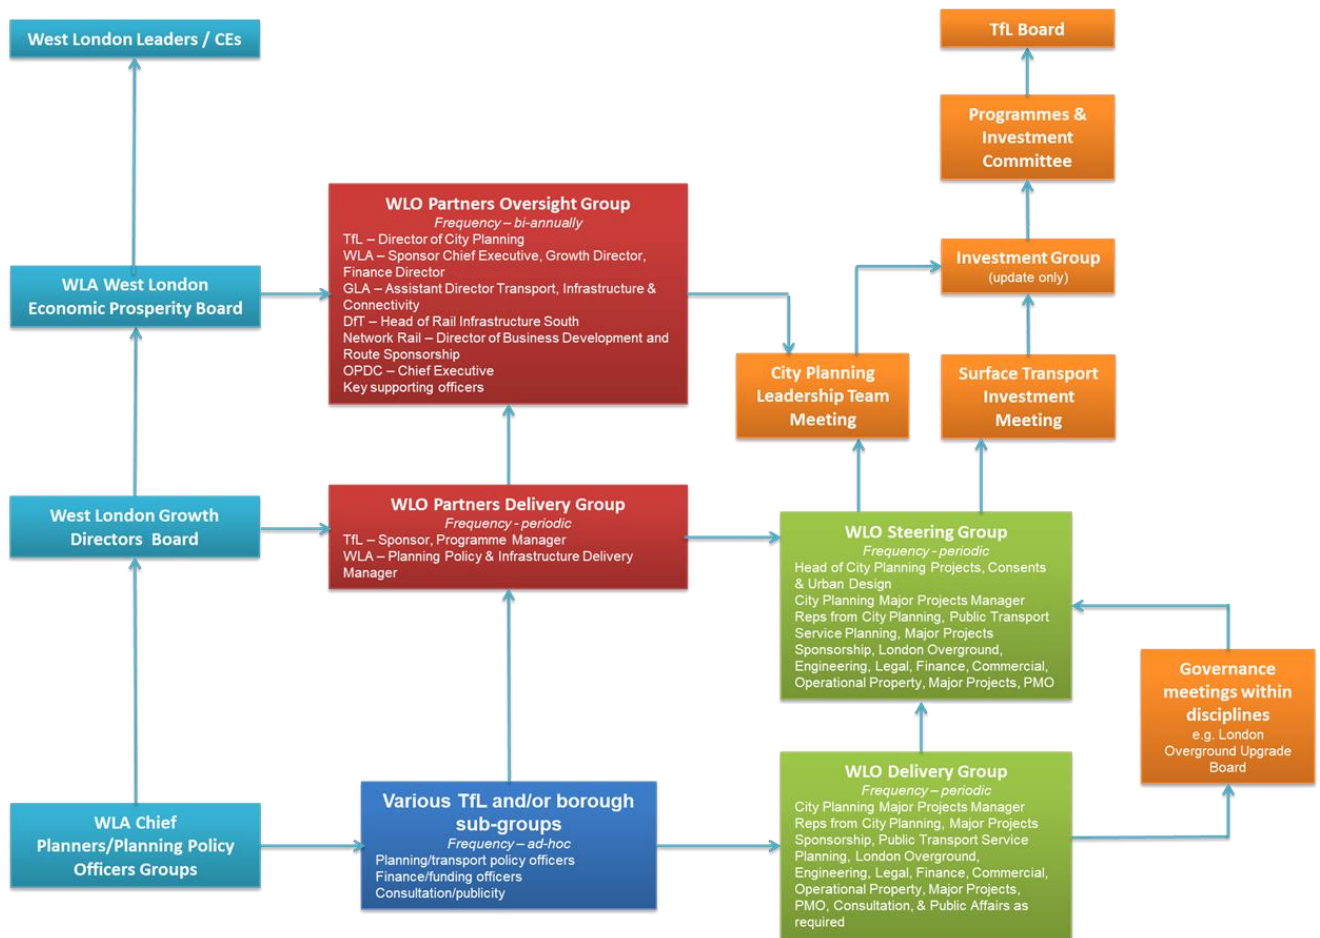 West London Leaders / CEs
TfL Board
Programmes &
Investment
Committee
WLO Partners Oversight Group
Frequency – bi-annually
TfL – Director of City Planning
WLA – Sponsor Chief Executive, Growth Director,
Finance Director
GLA – Assistant Director Transport, Infrastructure &
Connectivity
DfT – Head of Rail Infrastructure South
Network Rail – Director of Business Development and
Route Sponsorship
OPDC – Chief Executive
Key supporting officers
WLA West London
Economic Prosperity Board
Investment Group
(update only)
City Planning
Leadership Team
Meeting
Surface Transport
Investment
Meeting
West London Growth
Directors Board
WLO Partners Delivery Group
Frequency - periodic
TfL – Sponsor, Programme Manager
WLA – Planning Policy & Infrastructure Delivery
Manager
WLO Steering Group
Frequency - periodic
Head of City Planning Projects, Consents
& Urban Design
City Planning Major Projects Manager
Reps from City Planning, Public Transport
Service Planning, Major Projects
Sponsorship, London Overground,
Engineering, Legal, Finance, Commercial,
Operational Property, Major Projects, PMO
Governance
meetings within
disciplines
e.g. London
Overground Upgrade
Board
WLA Chief
Planners/Planning Policy
Officers Groups
Various TfL and/or borough
sub-groups
Frequency – ad-hoc
Planning/transport policy officers
Finance/funding officers
Consultation/publicity
WLO Delivery Group
Frequency – periodic
City Planning Major Projects Manager
Reps from City Planning, Major Projects
Sponsorship, Public Transport Service
Planning, London Overground,
Engineering, Legal, Finance, Commercial,
Operational Property, Major Projects,
PMO, Consultation, & Public Affairs as
required